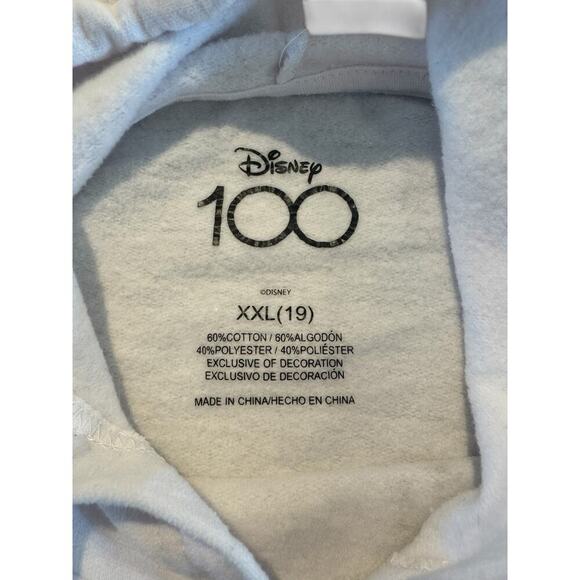 Disney
100
©DISNEY
XXL(19)
60%COTTON / 60%ALGODÓN
40%POLYESTER / 40%POLIÉSTER
EXCLUSIVE OF DECORATION
EXCLUSIVO DE DECORACIÓN
MADE IN CHINA/HECHO EN CHINA